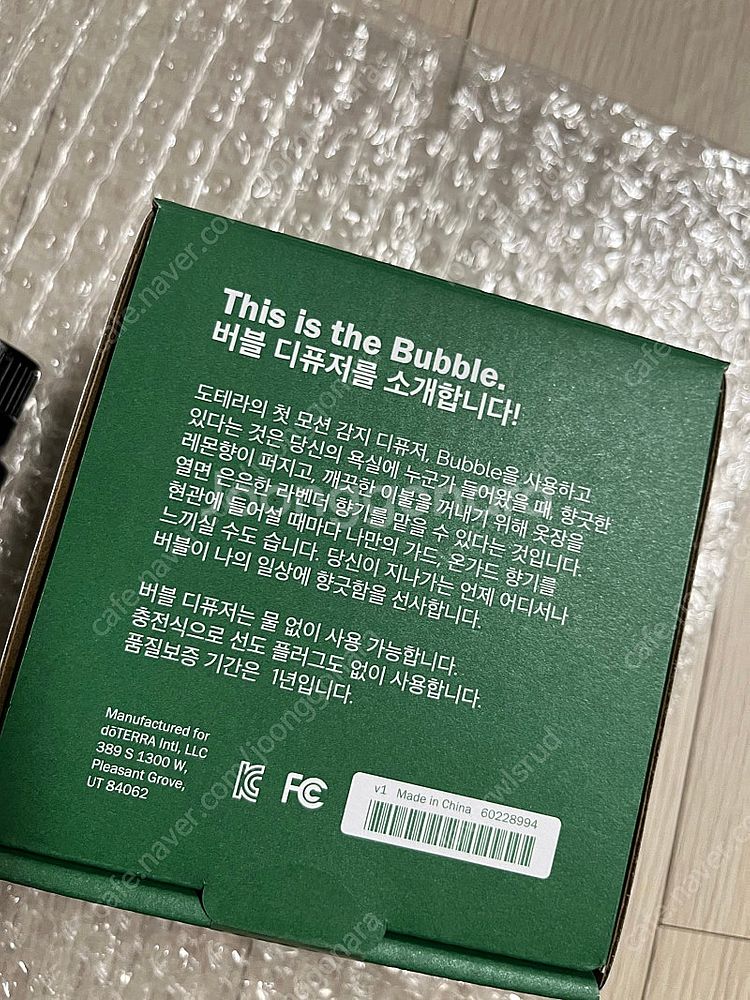 This is the Bubble.
버블 디퓨저를 소개합니다!
도테라의 첫 모션 감지 디퓨저, Bubble을 사용하고
있다는 것은 당신의 욕실에 누군가 들어왔을 때, 향긋한
레몬향이 퍼지고, 깨끗한 이불을 꺼내기 위해 옷장을
열면 은은한 라벤더 향기를 맡을 수 있다는 것입니다.
현관에 들어설 때마다 나만의 가드, 온가드 향기를
느끼실 수도 습니다. 당신이 지나가는 언제 어디서나
버블이 나의 일상에 향긋함을 선사합니다.
버블 디퓨저는 물 없이 사용 가능합니다.
충전식으로 선도 플러그도 없이 사용합니다.
품질보증 기간은 1년입니다.
Manufactured for
dōTERRA Intl, LLC
389 S 1300 W,
Pleasant Grove,
UT 84062
FC
v1 Made in China 60228994
Joonggonara
cafe.naver.com/joonggonara
owlsrud